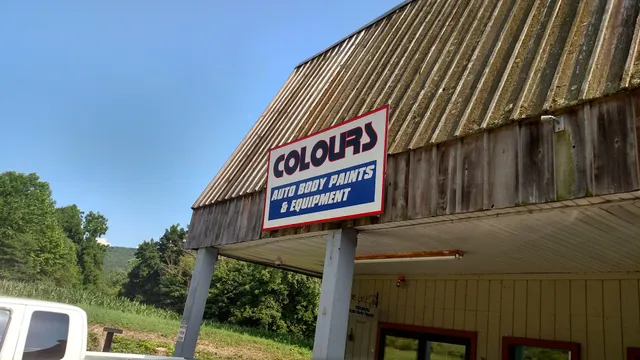 COLOURS
AUTO BODY PAINTS
& EQUIPMENT